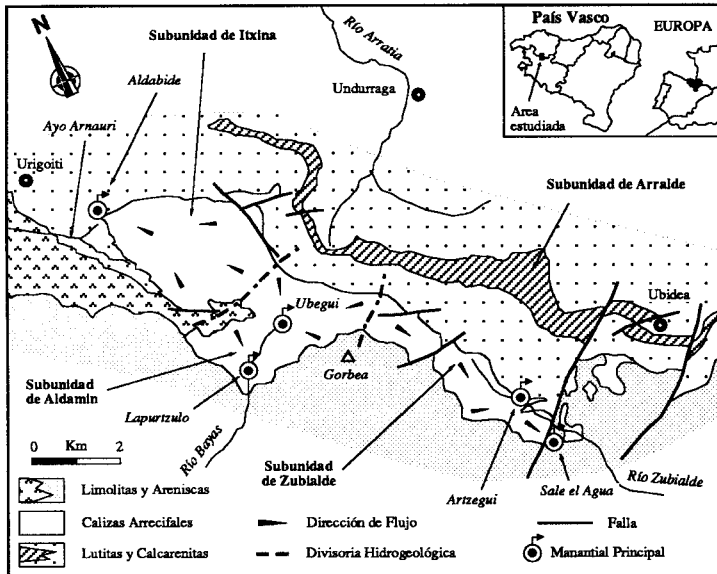 N
Subunidad de Itxina
Río Arratia
País Vasco
EUROPA
Aldabide
Undurraga
Area
estudiada
Ayo Arnauri
Urigoiti
Subunidad de Arralde
Ubegui
Ubidea
Subunidad
de Aldamin
Gorbea
Lapurtzulo
0 Km 2
Río Bayas
Subunidad
de Zubialde
Artzegui
Sale el Agua
Río Zubialde
Limolitas y Areniscas
Calizas Arrecifales
Dirección de Flujo
Falla
Lutitas y Calcarenitas
Divisoria Hidrogeológica
Manantial Principal